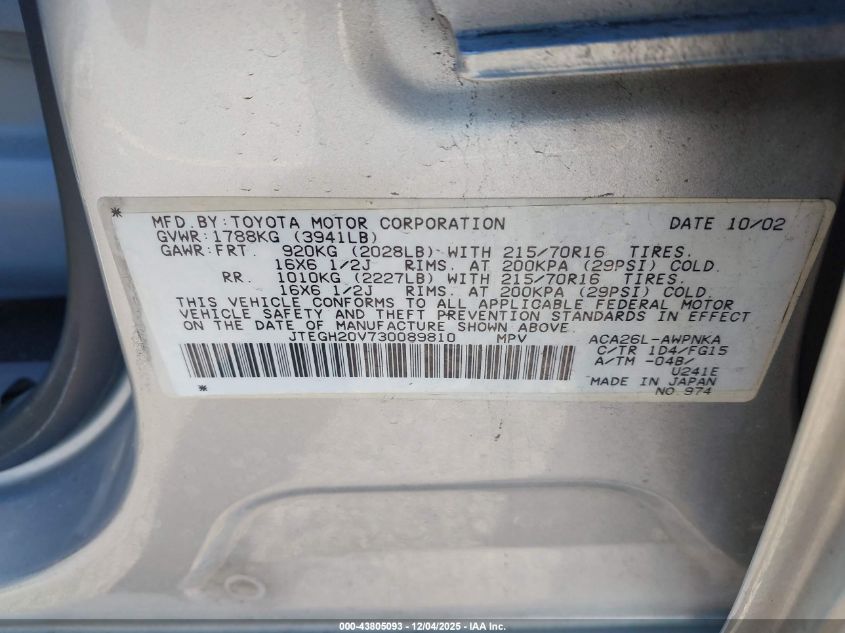 * MFD.BY:TOYOTA MOTOR CORPORATION DATE 10/02
GVWR:1788KG (3941LB)
GAWR:FRT. 920KG (2028LB) WITH 215/70R16 TIRES.
16X6 1/2J RIMS. AT 200KPA (29PSI) COLD.
RR. 1010KG (2227LB) WITH 215/70R16 TIRES.
16X6 1/2J RIMS. AT 200KPA (29PSI) COLD.
THIS VEHICLE CONFORMS TO ALL APPLICABLE FEDERAL MOTOR
VEHICLE SAFETY AND THEFT PREVENTION STANDARDS IN EFFECT
ON THE DATE OF MANUFACTURE SHOWN ABOVE.
JTEGH20V730089810 MPV ACA26L-AWPNKA
C/TR 1D4/FG15
A/TM -04B/
U241E
MADE IN JAPAN
* NO 974
000-43805093 - 12/04/2025 - IAA Inc.